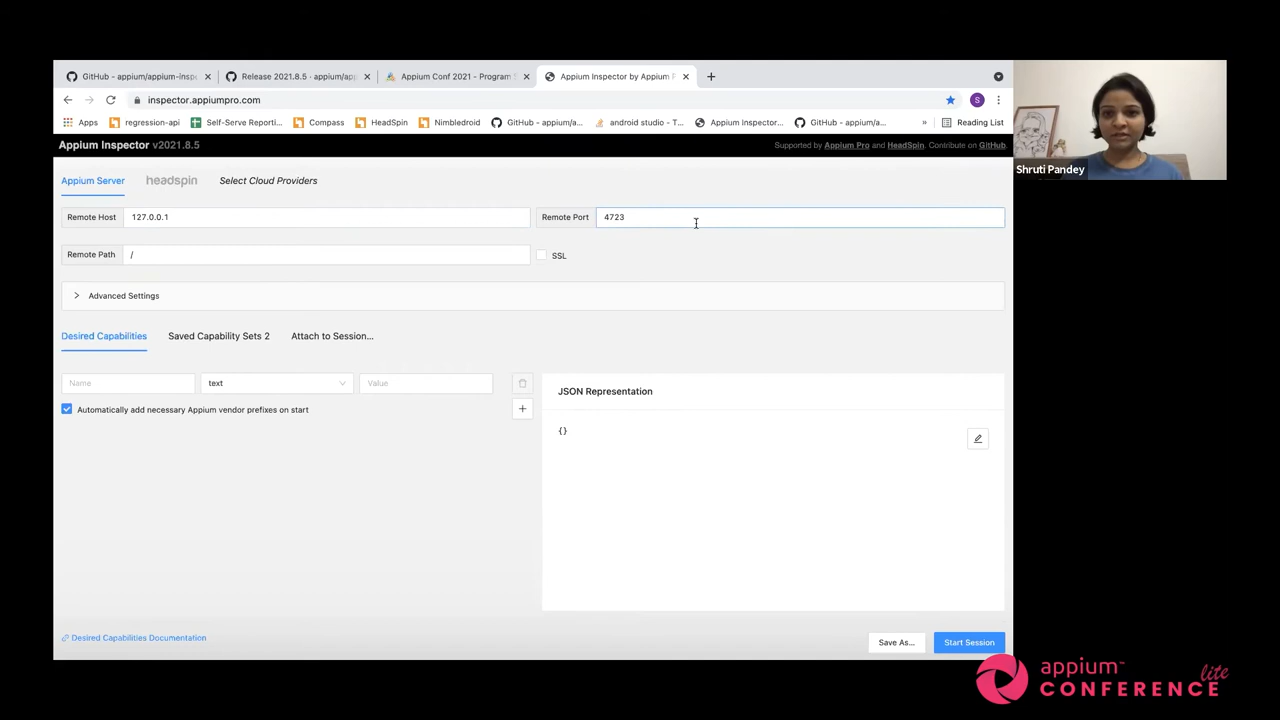 GitHub - appium/appium-inspe
Release 2021.8.5 · appium/app
Appium Conf 2021 - Program S
Appium Inspector by Appium P
inspector.appiumpro.com
S
Apps
regression-api
Self-Serve Reporti...
Compass
HeadSpin
Nimbledroid
GitHub - appium/a...
android studio - T...
Appium Inspector...
GitHub - appium/a...
»
Reading List
Appium Inspector v2021.8.5
Supported by Appium Pro and HeadSpin. Contribute on GitHub.
Shruti Pandey
Appium Server
headspin
Select Cloud Providers
Remote Host
127.0.0.1
Remote Port
4723
Remote Path
/
SSL
Advanced Settings
Desired Capabilities
Saved Capability Sets 2
Attach to Session...
Name
text
Value
Automatically add necessary Appium vendor prefixes on start
JSON Representation
{}
Desired Capabilities Documentation
Save As...
Start Session
appium™
CONFERENCE lite